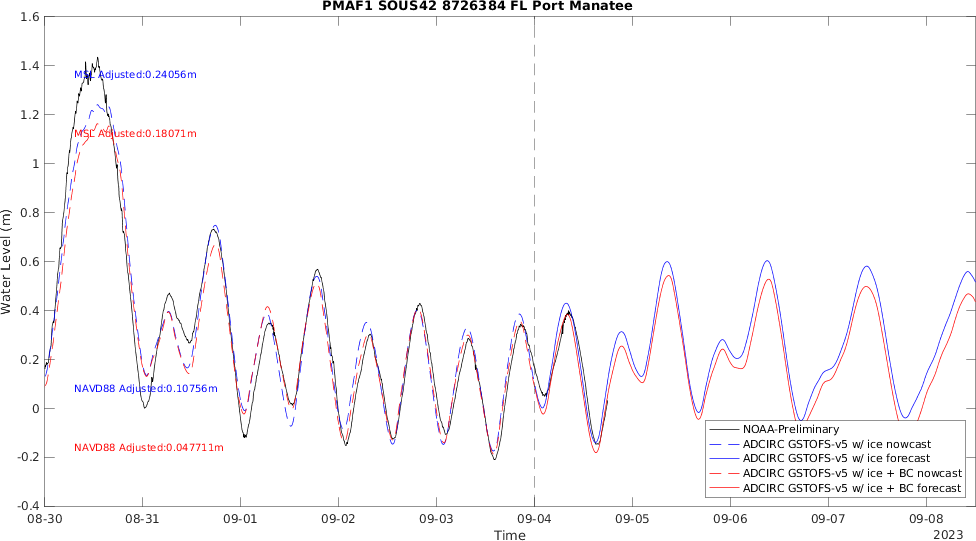 PMAF1 SOUS42 8726384 FL Port Manatee
1.6
1.4
1.2
1
0.8
0.6
0.4
0.2
0
-0.2
-0.4
Water Level (m)
MSL Adjusted:0.24056m
MSL Adjusted:0.18071m
NAVD88 Adjusted:0.10756m
NAVD88 Adjusted:0.047711m
NOAA-Preliminary
ADCIRC GSTOFS-v5 w/ ice nowcast
ADCIRC GSTOFS-v5 w/ ice forecast
ADCIRC GSTOFS-v5 w/ ice + BC nowcast
ADCIRC GSTOFS-v5 w/ ice + BC forecast
08-30 08-31 09-01 09-02 09-03 09-04 09-05 09-06 09-07 09-08
Time
2023